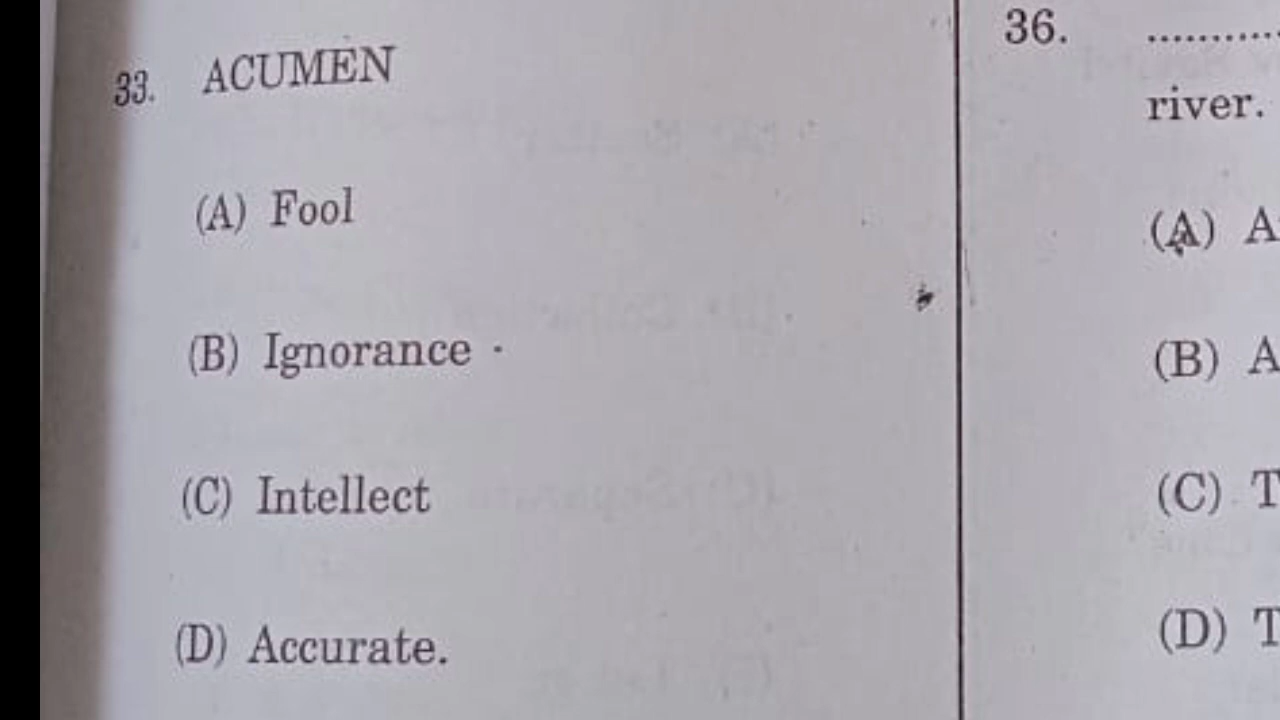 33. ACUMEN
(A) Fool
(B) Ignorance
(C) Intellect
(D) Accurate.
36. ...........
river.
(A) A
(B) A
(C) T
(D) T